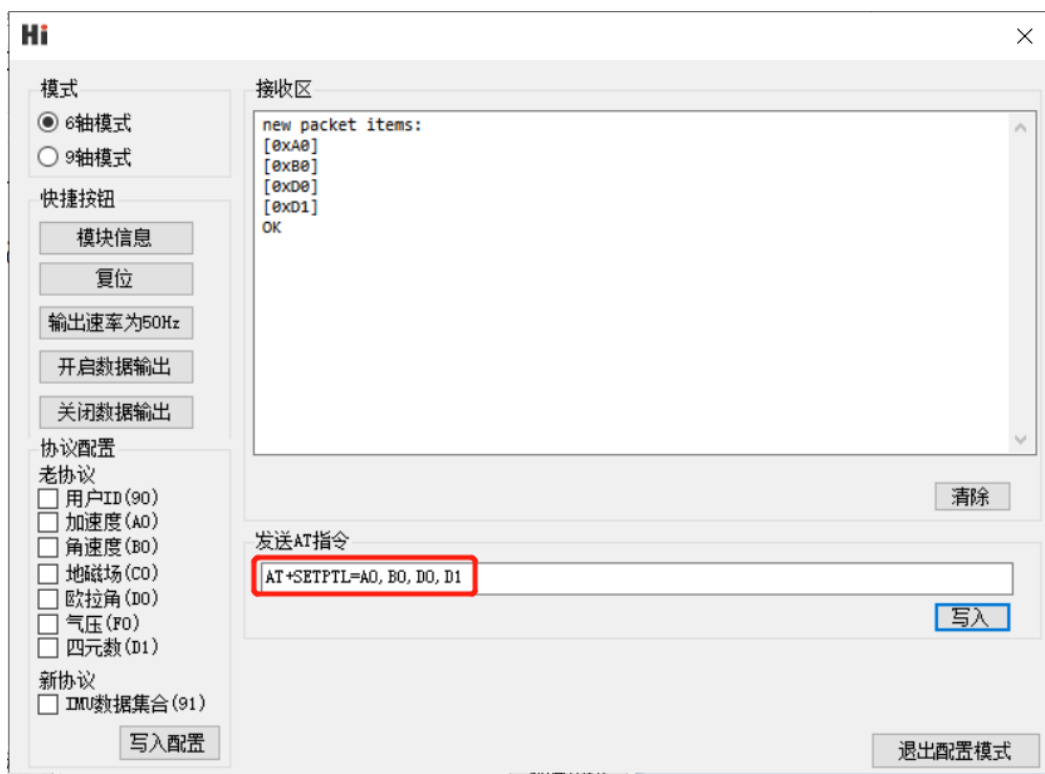 Hi
模式
6轴模式
9轴模式
快捷按钮
模块信息
复位
输出速率为50Hz
开启数据输出
关闭数据输出
协议配置
老协议
用户ID(90)
加速度(A0)
角速度(B0)
地磁场(C0)
欧拉角(D0)
气压(F0)
四元数(D1)
新协议
IMU数据集合(91)
写入配置
接收区
new packet items:
[0xA0]
[0xB0]
[0xD0]
[0xD1]
OK
清除
发送AT指令
AT+SETPTL=A0,B0,D0,D1
写入
退出配置模式